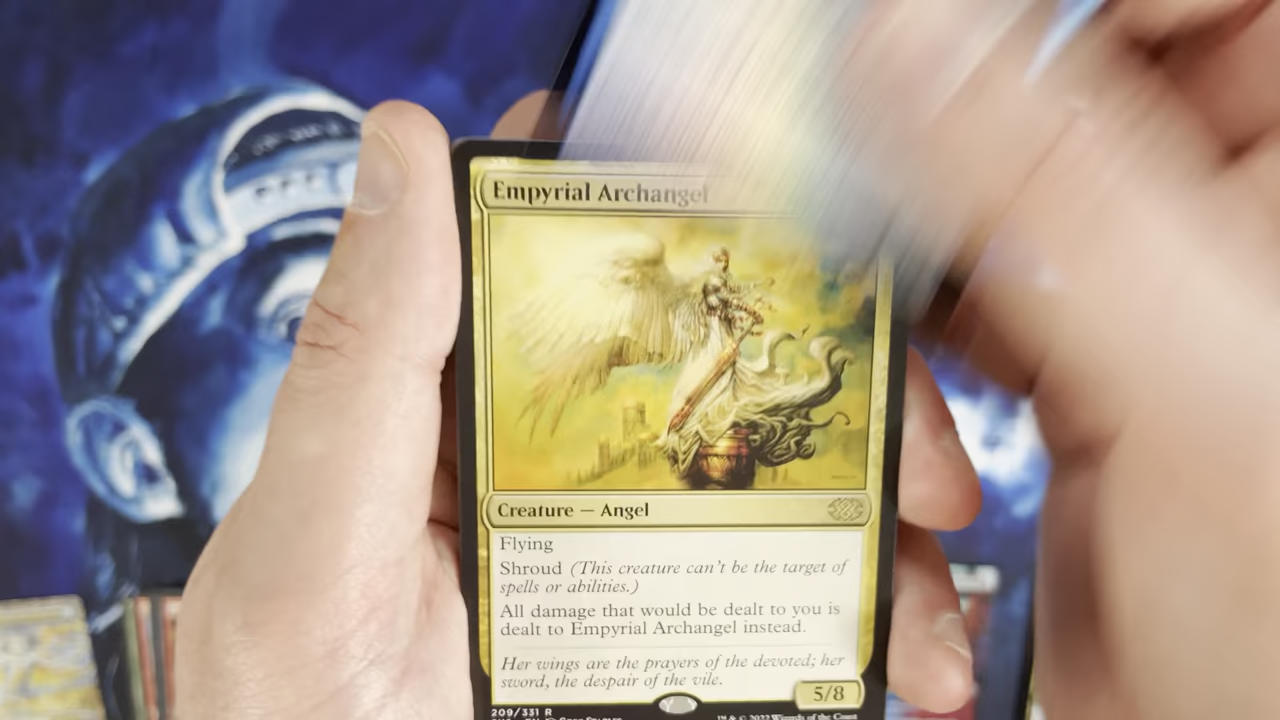 Empyrial Archangel
Creature — Angel
Flying
Shroud (This creature can't be the target of
spells or abilities.)
All damage that would be dealt to you is
dealt to Empyrial Archangel instead.
Her wings are the prayers of the devoted; her
sword, the despair of the vile.
5/8
209/331 R
™ & © 2022 Wizards of the Coast